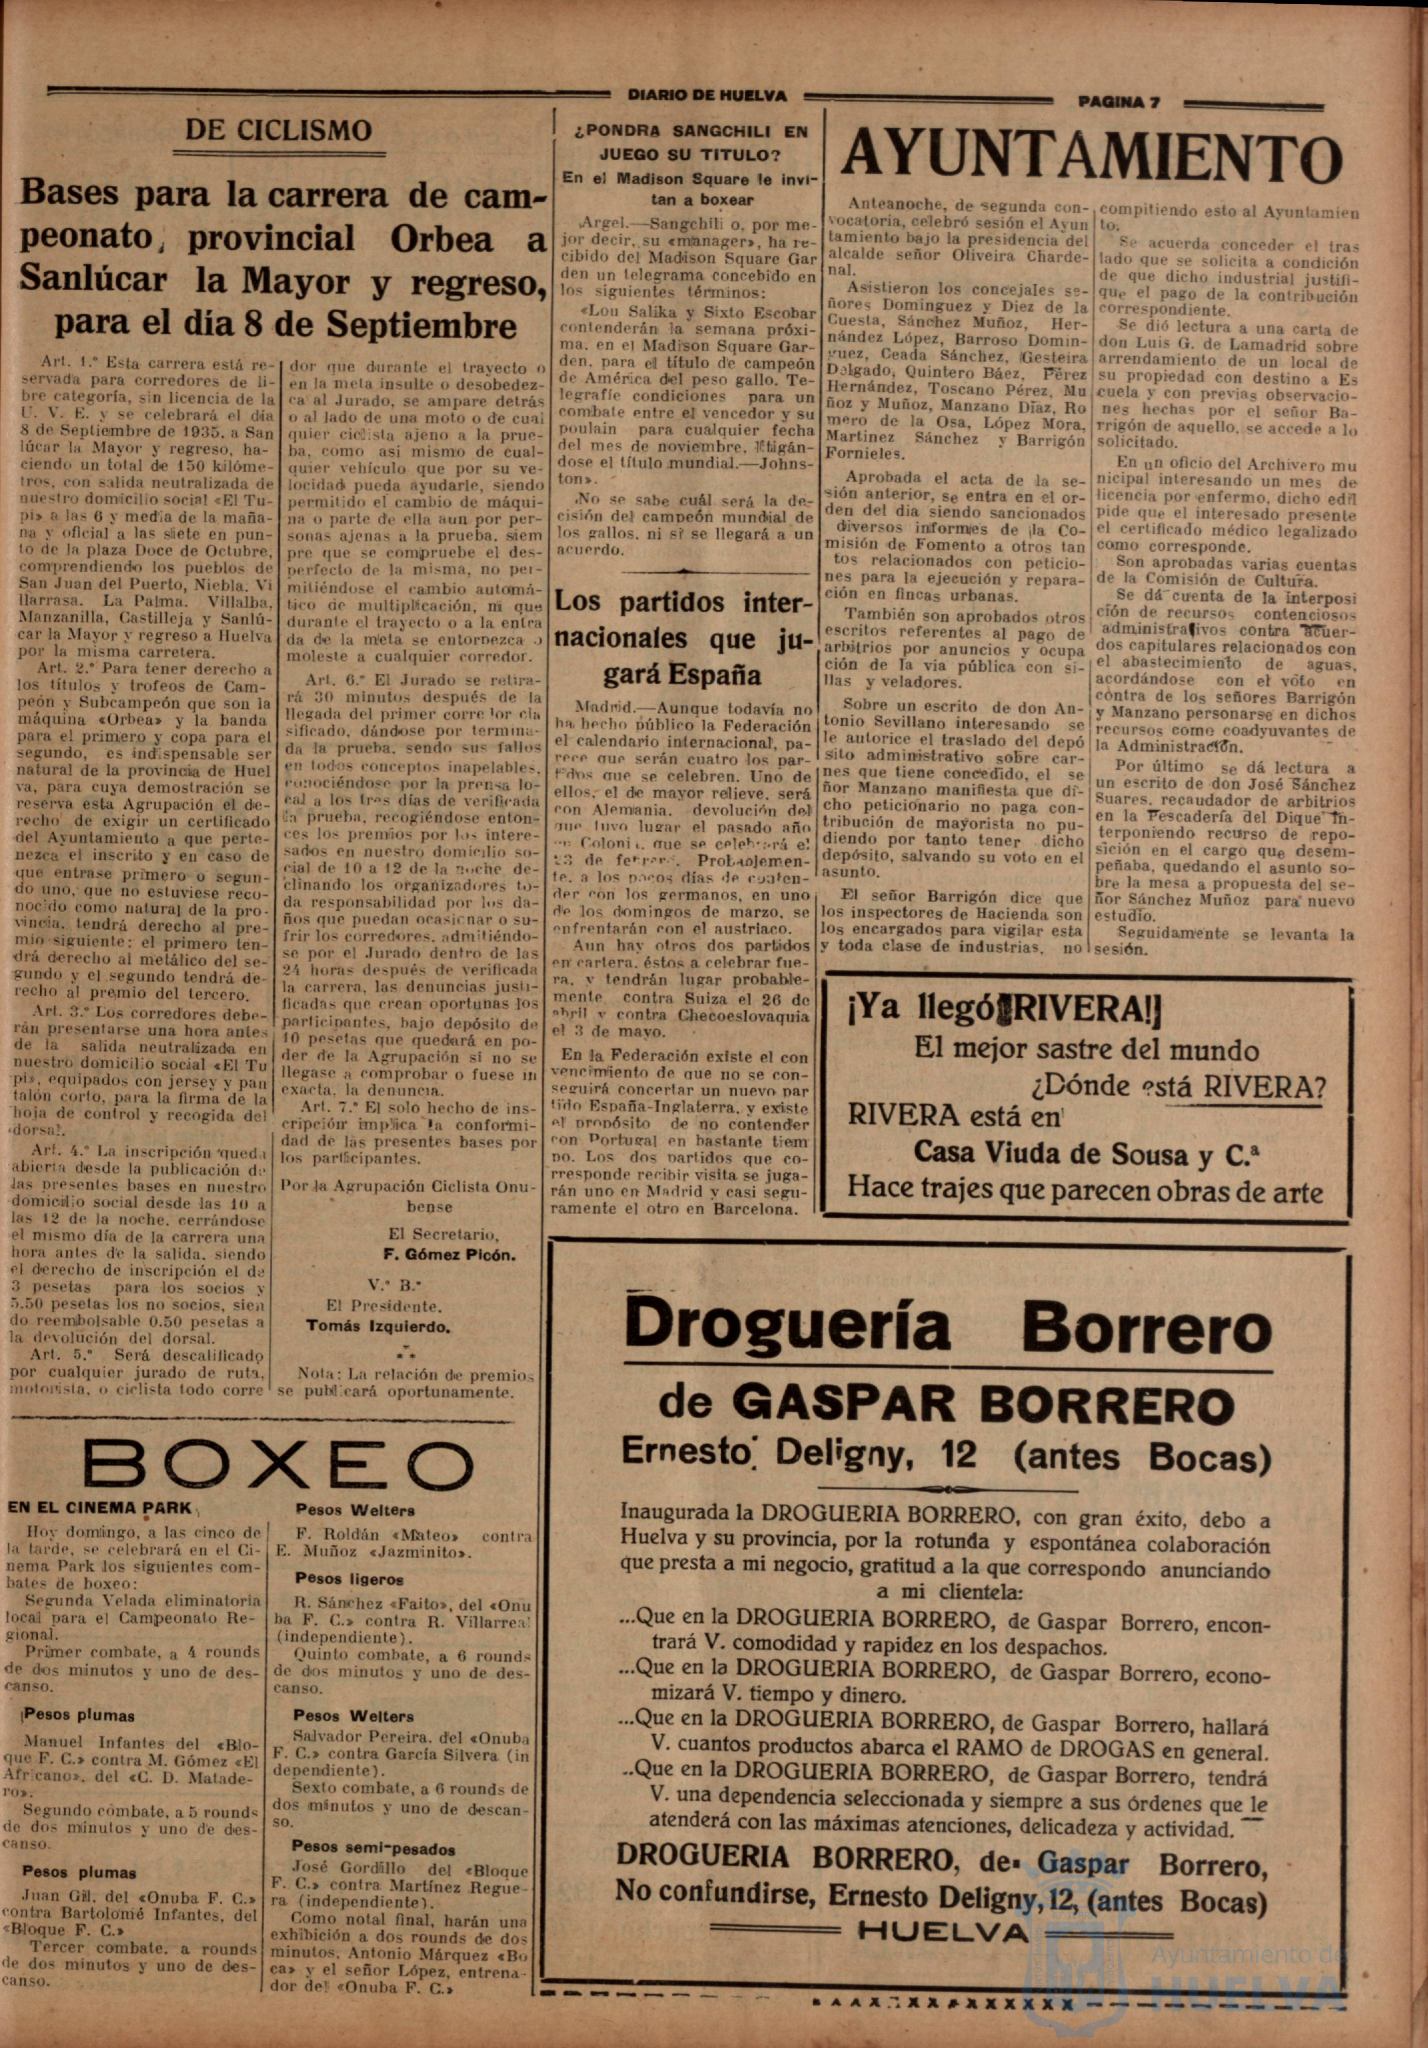 DIARIO DE HUELVA
PAGINA 7
DE CICLISMO
Bases para la carrera de cam-
peonato, provincial Orbea a
Sanlúcar la Mayor y regreso,
para el día 8 de Septiembre
Art. 1.º Esta carrera está re-
servada para corredores de li-
bre categoría, sin licencia de la
U. V. E. y se celebrará el día
8 de Septiembre de 1935, a San
lúcar la Mayor y regreso, ha-
ciendo un total de 150 kilóme-
tros, con salida neutralizada de
nuestro domicilio social «El Tu-
pi» a las 6 y media de la maña-
na y oficial a las siete en pun-
to de la plaza Doce de Octubre,
comprendiendo los pueblos de
San Juan del Puerto, Niebla, Vi
llarrasa, La Palma, Villalba,
Manzanilla, Castilleja y Sanlú-
car la Mayor y regreso a Huelva
por la misma carretera.
Art. 2.º Para tener derecho a
los títulos y trofeos de Cam-
peón y Subcampeón que son la
máquina «Orbea» y la banda
para el primero y copa para el
segundo, es indispensable ser
natural de la provincia de Huel
va, para cuya demostración se
reserva esta Agrupación el de-
recho de exigir un certificado
del Ayuntamiento a que perte-
nezca el inscrito y en caso de
que entrase primero o segun-
do uno, que no estuviese reco-
nocido como natural de la pro-
vincia, tendrá derecho al pre-
mio siguiente; el primero ten-
drá derecho al metálico del se-
gundo y el segundo tendrá de-
recho al premio del tercero.
Art. 3.º Los corredores debe-
rán presentarse una hora antes
de la salida neutralizada en
nuestro domicilio social «El Tu
pi», equipados con jersey y pan
talón corto, para la firma de la
hoja de control y recogida del
dorsal.
Art. 4.º La inscripción queda
abierta desde la publicación de
las presentes bases en nuestro
domicilio social desde las 10 a
las 12 de la noche, cerrándose
el mismo día de la carrera una
hora antes de la salida, siendo
el derecho de inscripción el de
3 pesetas para los socios y
5.50 pesetas los no socios, sien
do reembolsable 0.50 pesetas a
la devolución del dorsal.
Art. 5.º Será descalificado
por cualquier jurado de ruta,
motorista, o ciclista todo corre
dor que durante el trayecto o
en la meta insulte o desobedez-
ca al Jurado, se ampare detrás
o al lado de una moto o de cual
quier ciclista ajeno a la prue-
ba, como así mismo de cual-
quier vehículo que por su ve-
locidad pueda ayudarle, siendo
permitido el cambio de máqui-
na o parte de ella aun por per-
sonas ajenas a la prueba, siem
pre que se compruebe el des-
perfecto de la misma, no per-
mitiéndose el cambio automá-
tico de multiplicación, ni que
durante el trayecto o a la entra
da de la meta se entorpezca o
moleste a cualquier corredor.
Art. 6.º El Jurado se retira-
rá 30 minutos después de la
llegada del primer corredor cla
sificado, dándose por termina-
da la prueba, sendo sus fallos
en todos conceptos inapelables,
conociéndose por la prensa lo-
cal a los tres días de verificada
la prueba, recogiéndose enton-
ces los premios por los intere-
sados en nuestro domicilio so-
cial de 10 a 12 de la noche, de-
clinando los organizadores to-
da responsabilidad por los da-
ños que puedan ocasionar o su-
frir los corredores, admitiéndo-
se por el Jurado dentro de las
24 horas después de verificada
la carrera, las denuncias justi-
ficadas que crean oportunas los
participantes, bajo depósito de
10 pesetas que quedará en po-
der de la Agrupación si no se
llegase a comprobar o fuese in
exacta, la denuncia.
Art. 7.º El solo hecho de ins-
cripción implica la conformi-
dad de las presentes bases por
los participantes.
Por la Agrupación Ciclista Onu-
bense
El Secretario,
F. Gómez Picón.
V.º B.º
El Presidente,
Tomás Izquierdo.
Nota: La relación de premios
se publicará oportunamente.
BOXEO
EN EL CINEMA PARK
Hoy domingo, a las cinco de
la tarde, se celebrará en el Ci-
nema Park los siguientes com-
bates de boxeo:
Segunda Velada eliminatoria
local para el Campeonato Re-
gional.
Primer combate, a 4 rounds
de dos minutos y uno de des-
canso.
Pesos plumas
Manuel Infantes del «Blo-
que F. C.» contra M. Gómez «El
Africano», del «C. D. Matade-
ro».
Segundo combate, a 5 rounds
de dos minutos y uno de des-
canso.
Pesos plumas
Juan Gil, del «Onuba F. C.»
contra Bartolomé Infantes, del
«Bloque F. C.»
Tercer combate, a rounds
de dos minutos y uno de des-
canso.
Pesos Welters
F. Roldán «Mateo» contra
E. Muñoz «Jazminito».
Pesos ligeros
R. Sánchez «Faito», del «Onu
ba F. C.» contra R. Villarreal
(independiente).
Quinto combate, a 6 rounds
de dos minutos y uno de des-
canso.
Pesos Welters
Salvador Pereira, del «Onuba
F. C.» contra García Silvera (in
dependiente).
Sexto combate, a 6 rounds de
dos minutos y uno de descan-
so.
Pesos semi-pesados
José Gordillo del «Bloque
F. C.» contra Martínez Regue-
ra (independiente).
Como notal final, harán una
exhibición a dos rounds de dos
minutos, Antonio Márquez «Bo
ca» y el señor López, entrena-
dor del «Onuba F. C.»
¿PONDRA SANGCHILI EN
JUEGO SU TITULO?
En el Madison Square le invi-
tan a boxear
Argel.—Sangchili o, por me-
jor decir, su «manager», ha re-
cibido del Madison Square Gar
den un telegrama concebido en
los siguientes términos:
«Lou Salika y Sixto Escobar
contenderán la semana próxi-
ma, en el Madison Square Gar-
den, para el título de campeón
de América del peso gallo. Te-
legrafíe condiciones para un
combate entre el vencedor y su
poulain para cualquier fecha
del mes de noviembre, litigán-
dose el título mundial.—Johns-
ton».
No se sabe cuál será la de-
cisión del campeón mundial de
los gallos, ni si se llegará a un
acuerdo.
Los partidos inter-
nacionales que ju-
gará España
Madrid.—Aunque todavía no
ha hecho público la Federación
el calendario internacional, pa-
rece que serán cuatro los par-
tidos que se celebren. Uno de
ellos, el de mayor relieve, será
con Alemania, devolución del
que tuvo lugar el pasado año
en Colonia, que se celebrará el
23 de febrero. Probablemen-
te, a los pocos días de conten-
der con los germanos, en uno
de los domingos de marzo, se
enfrentarán con el austriaco.
Aun hay otros dos partidos
en cartera, éstos a celebrar fue-
ra, y tendrán lugar probable-
mente contra Suiza el 26 de
abril y contra Checoeslovaquia
el 3 de mayo.
En la Federación existe el con
vencimiento de que no se con-
seguirá concertar un nuevo par
tido España-Inglaterra, y existe
el propósito de no contender
con Portugal en bastante tiem
po. Los dos partidos que co-
rresponde recibir visita se juga-
rán uno en Madrid y casi segu-
ramente el otro en Barcelona.
AYUNTAMIENTO
Anteanoche, de segunda con-
vocatoria, celebró sesión el Ayun
tamiento bajo la presidencia del
alcalde señor Oliveira Charde-
nal.
Asistieron los concejales se-
ñores Domínguez y Diez de la
Cuesta, Sánchez Muñoz, Her-
nández López, Barroso Domin-
guez, Ceada Sánchez, Gesteira
Delgado, Quintero Báez, Pérez
Hernández, Toscano Pérez, Mu
ñoz y Muñoz, Manzano Díaz, Ro
mero de la Osa, López Mora,
Martinez Sánchez y Barrigón
Fornieles.
Aprobada el acta de la se-
sión anterior, se entra en el or-
den del dia siendo sancionados
diversos informes de la Co-
misión de Fomento a otros tan
tos relacionados con peticio-
nes para la ejecución y repara-
ción en fincas urbanas.
También son aprobados otros
escritos referentes al pago de
arbitrios por anuncios y ocupa
ción de la via pública con si-
llas y veladores.
Sobre un escrito de don An-
tonio Sevillano interesando se
le autorice el traslado del depó
sito administrativo sobre car-
nes que tiene concedido, el se
ñor Manzano manifiesta que di
cho peticionario no paga con-
tribución de mayorista no pu-
diendo por tanto tener dicho
depósito, salvando su voto en el
asunto.
El señor Barrigón dice que
los inspectores de Hacienda son
los encargados para vigilar esta
y toda clase de industrias, no
compitiendo esto al Ayuntamien
to.
Se acuerda conceder el tras
lado que se solicita a condición
de que dicho industrial justifi-
que el pago de la contribución
correspondiente.
Se dió lectura a una carta de
don Luis G. de Lamadrid sobre
arrendamiento de un local de
su propiedad con destino a Es
cuela y con previas observacio-
nes hechas por el señor Ba-
rrigón de aquello, se accede a lo
solicitado.
En un oficio del Archivero mu
nicipal interesando un mes de
licencia por enfermo, dicho edil
pide que el interesado presente
el certificado médico legalizado
como corresponde.
Son aprobadas varias cuentas
de la Comisión de Cultura.
Se dá cuenta de la interposi
ción de recursos contenciosos
administrativos contra acuer-
dos capitulares relacionados con
el abastecimiento de aguas,
acordándose con el voto en
contra de los señores Barrigón
y Manzano personarse en dichos
recursos como coadyuvantes de
la Administración.
Por último se dá lectura a
un escrito de don José Sánchez
Suares, recaudador de arbitrios
en la Pescadería del Dique in-
terponiendo recurso de repo-
sición en el cargo que desem-
peñaba, quedando el asunto so-
bre la mesa a propuesta del se-
ñor Sánchez Muñoz para nuevo
estudio.
Seguidamente se levanta la
sesión.
¡Ya llegó RIVERA!
El mejor sastre del mundo
¿Dónde está RIVERA?
RIVERA está en
Casa Viuda de Sousa y C.ª
Hace trajes que parecen obras de arte
Droguería Borrero
de GASPAR BORRERO
Ernesto Deligny, 12 (antes Bocas)
Inaugurada la DROGUERIA BORRERO, con gran éxito, debo a
Huelva y su provincia, por la rotunda y espontánea colaboración
que presta a mi negocio, gratitud a la que correspondo anunciando
a mi clientela:
...Que en la DROGUERIA BORRERO, de Gaspar Borrero, encon-
trará V. comodidad y rapidez en los despachos.
...Que en la DROGUERIA BORRERO, de Gaspar Borrero, econo-
mizará V. tiempo y dinero.
...Que en la DROGUERIA BORRERO, de Gaspar Borrero, hallará
V. cuantos productos abarca el RAMO de DROGAS en general.
..Que en la DROGUERIA BORRERO, de Gaspar Borrero, tendrá
V. una dependencia seleccionada y siempre a sus órdenes que le
atenderá con las máximas atenciones, delicadeza y actividad.
DROGUERIA BORRERO, de Gaspar Borrero,
No confundirse, Ernesto Deligny, 12, (antes Bocas)
HUELVA
Ayuntamiento de
HUELVA